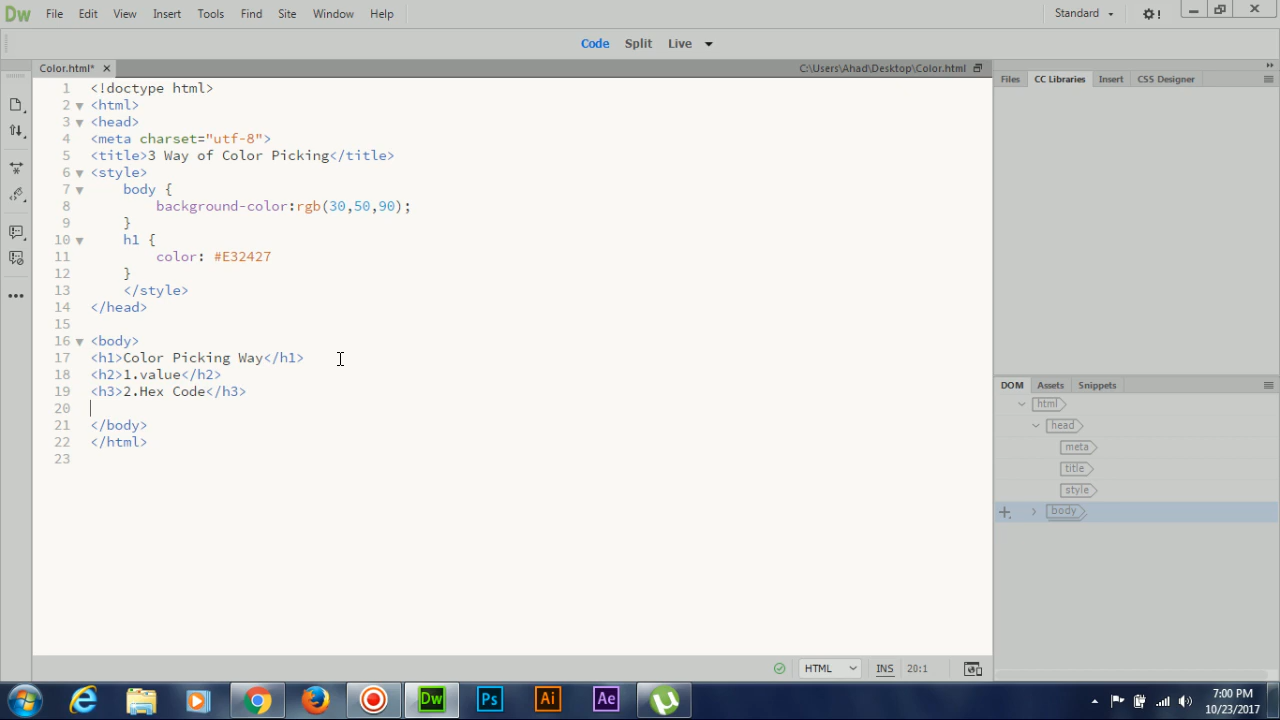 Dw File Edit View Insert Tools Find Site Window Help Standard
Code Split Live
Color.html* C:\Users\Ahad\Desktop\Color.html
Files CC Libraries Insert CSS Designer
1 <!doctype html>
2 <html>
3 <head>
4 <meta charset="utf-8">
5 <title>3 Way of Color Picking</title>
6 <style>
7 body {
8 background-color:rgb(30,50,90);
9 }
10 h1 {
11 color: #E32427
12 }
13 </style>
14 </head>
15
16 <body>
17 <h1>Color Picking Way</h1>
18 <h2>1.value</h2>
19 <h3>2.Hex Code</h3>
20
21 </body>
22 </html>
23
DOM Assets Snippets
html
head
meta
title
style
body
HTML INS 20:1
Dw Ps Ai Ae
7:00 PM
10/23/2017